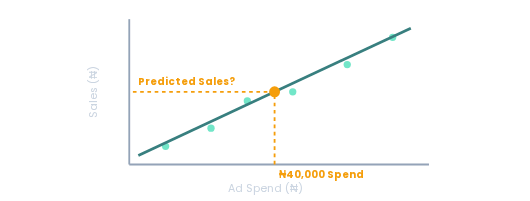 Predicted Sales?
Sales (₦)
₦40,000 Spend
Ad Spend (₦)